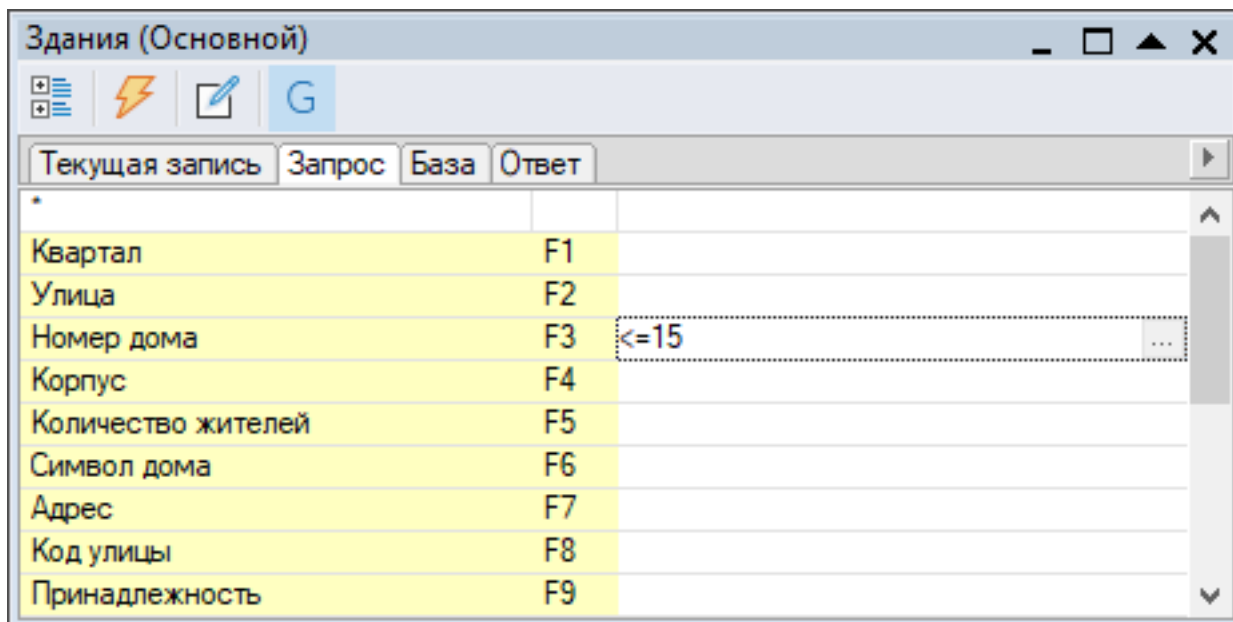 Здания (Основной)
G
Текущая запись Запрос База Ответ
*
Квартал F1
Улица F2
Номер дома F3 <=15 ...
Корпус F4
Количество жителей F5
Символ дома F6
Адрес F7
Код улицы F8
Принадлежность F9